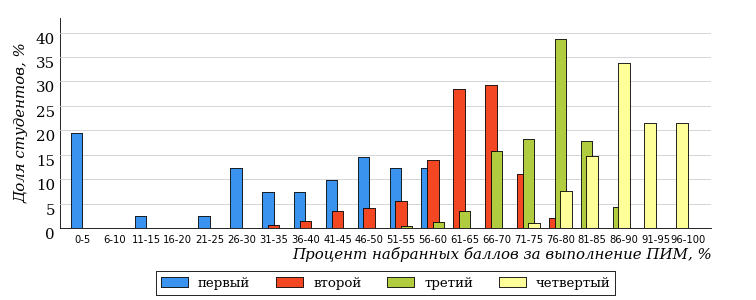 Доля студентов, %
40
35
30
25
20
15
10
5
0
0-5 6-10 11-15 16-20 21-25 26-30 31-35 36-40 41-45 46-50 51-55 56-60 61-65 66-70 71-75 76-80 81-85 86-90 91-95 96-100
Процент набранных баллов за выполнение ПИМ, %
первый второй третий четвертый